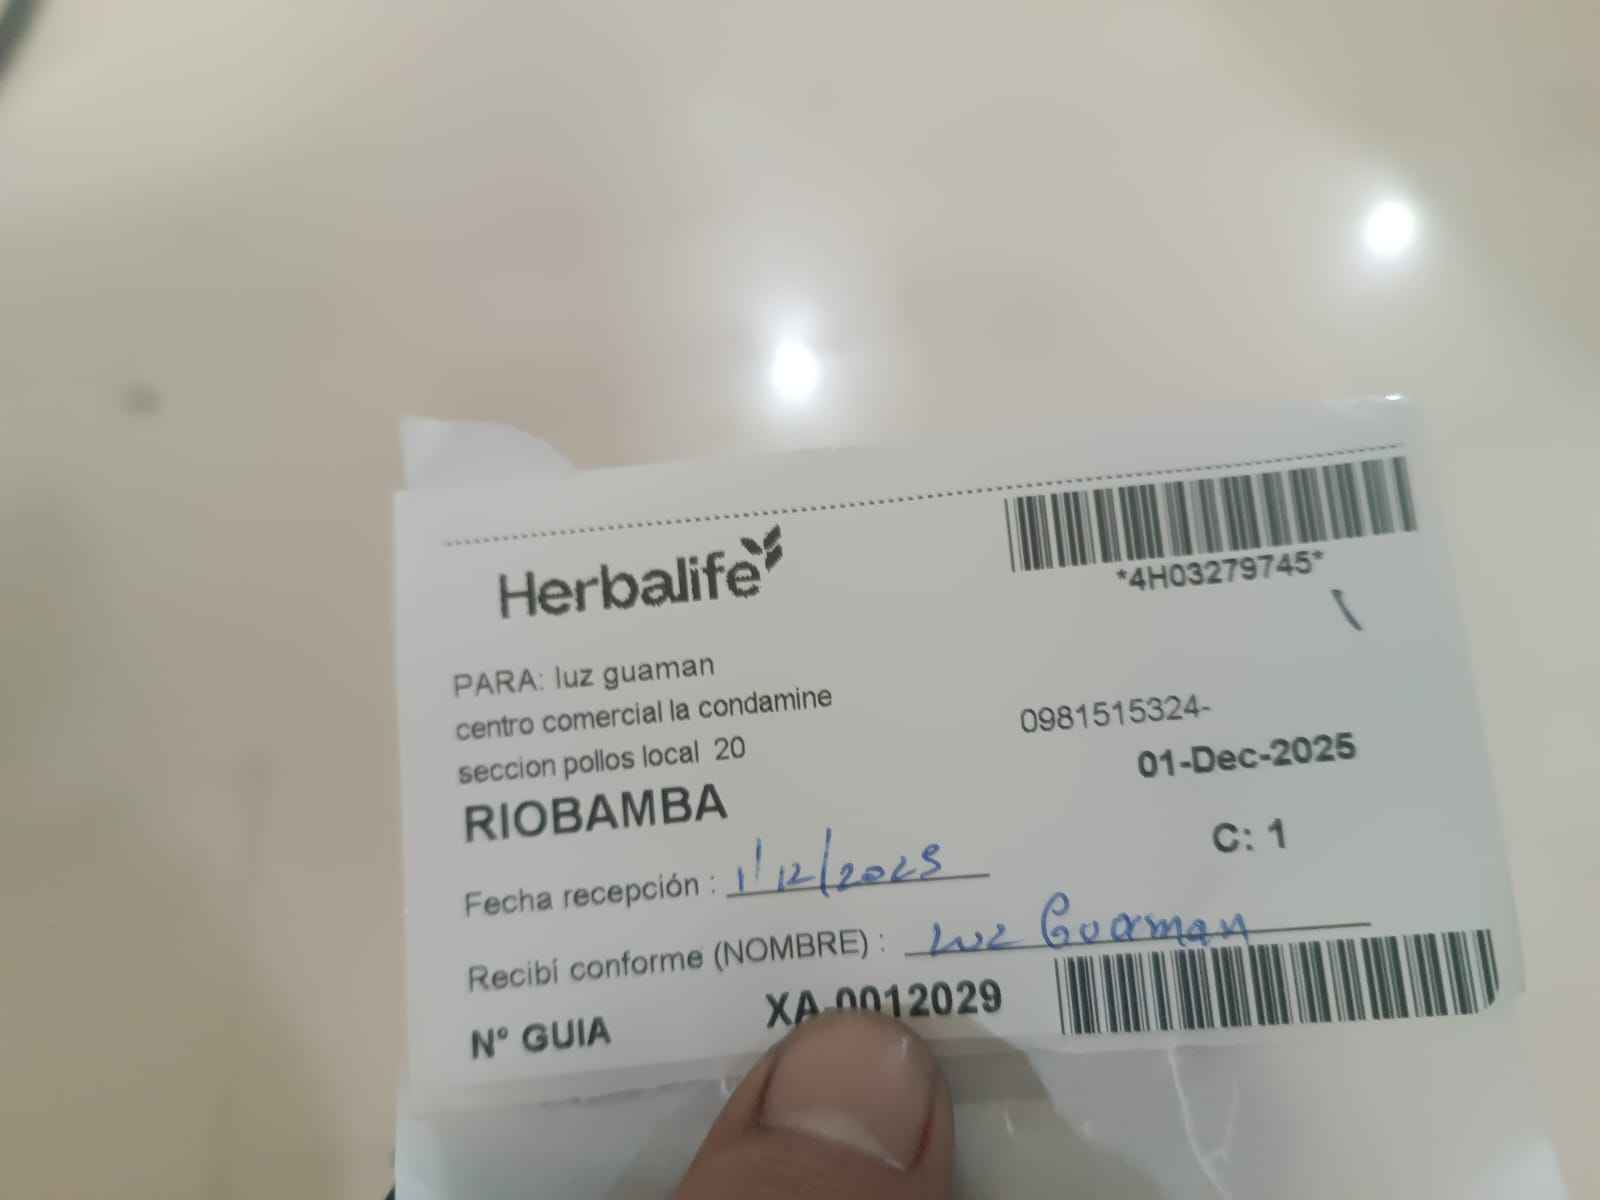 Herbalife
*4H03279745*
PARA: luz guaman
centro comercial la condamine
seccion pollos local 20
0981515324-
RIOBAMBA
01-Dec-2025
C: 1
Fecha recepción : 1/12/2025
Recibí conforme (NOMBRE) : Luz Guaman
N° GUIA XA-0012029